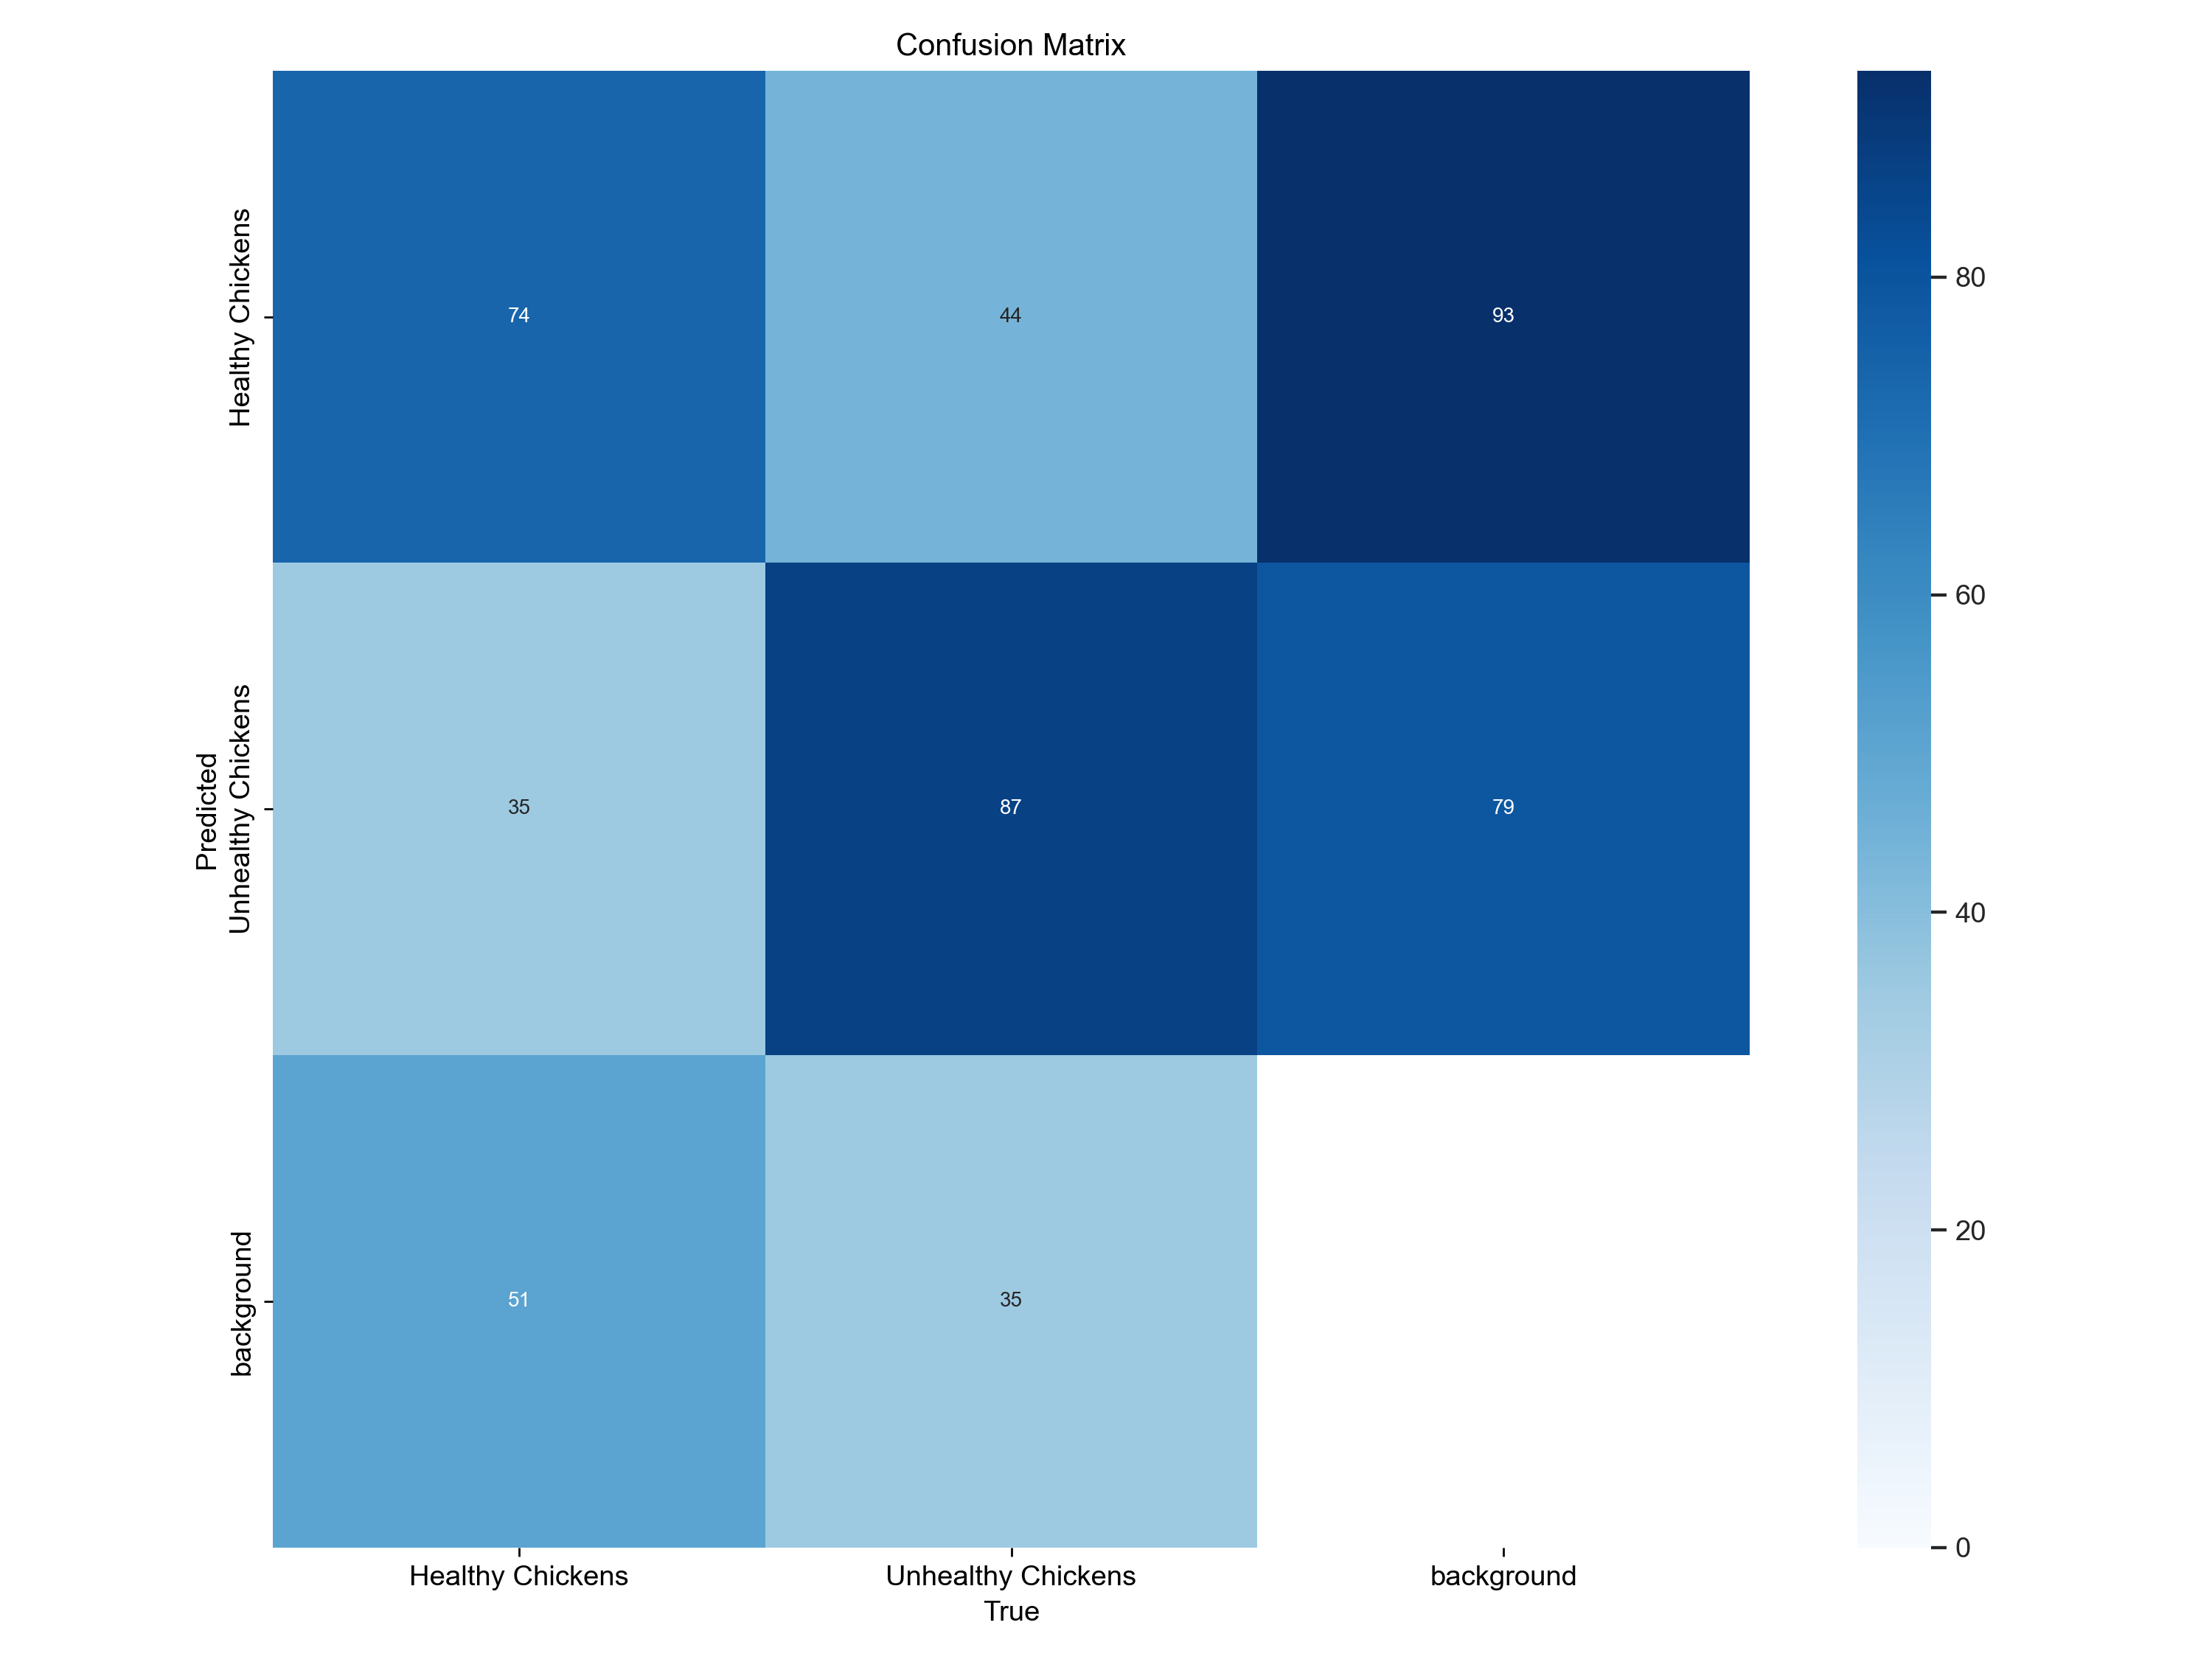 Confusion Matrix
Predicted
Healthy Chickens
74
44
93
Unhealthy Chickens
35
87
79
background
51
35
Healthy Chickens
Unhealthy Chickens
background
True
80
60
40
20
0